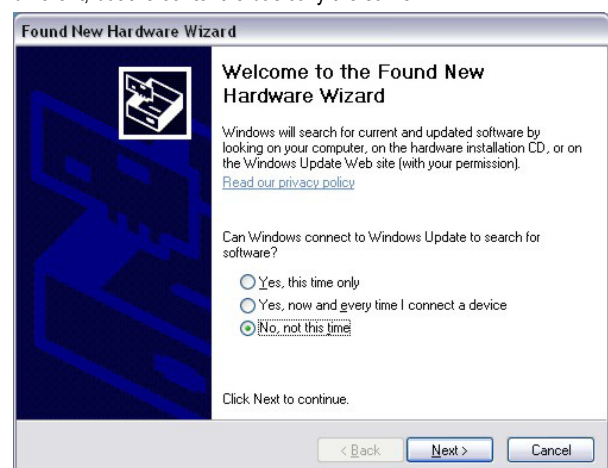 Found New Hardware Wizard
Welcome to the Found New
Hardware Wizard
Windows will search for current and updated software by
looking on your computer, on the hardware installation CD, or on
the Windows Update Web site (with your permission).
Read our privacy policy
Can Windows connect to Windows Update to search for
software?
Yes, this time only
Yes, now and every time I connect a device
No, not this time
Click Next to continue.
< Back
Next >
Cancel